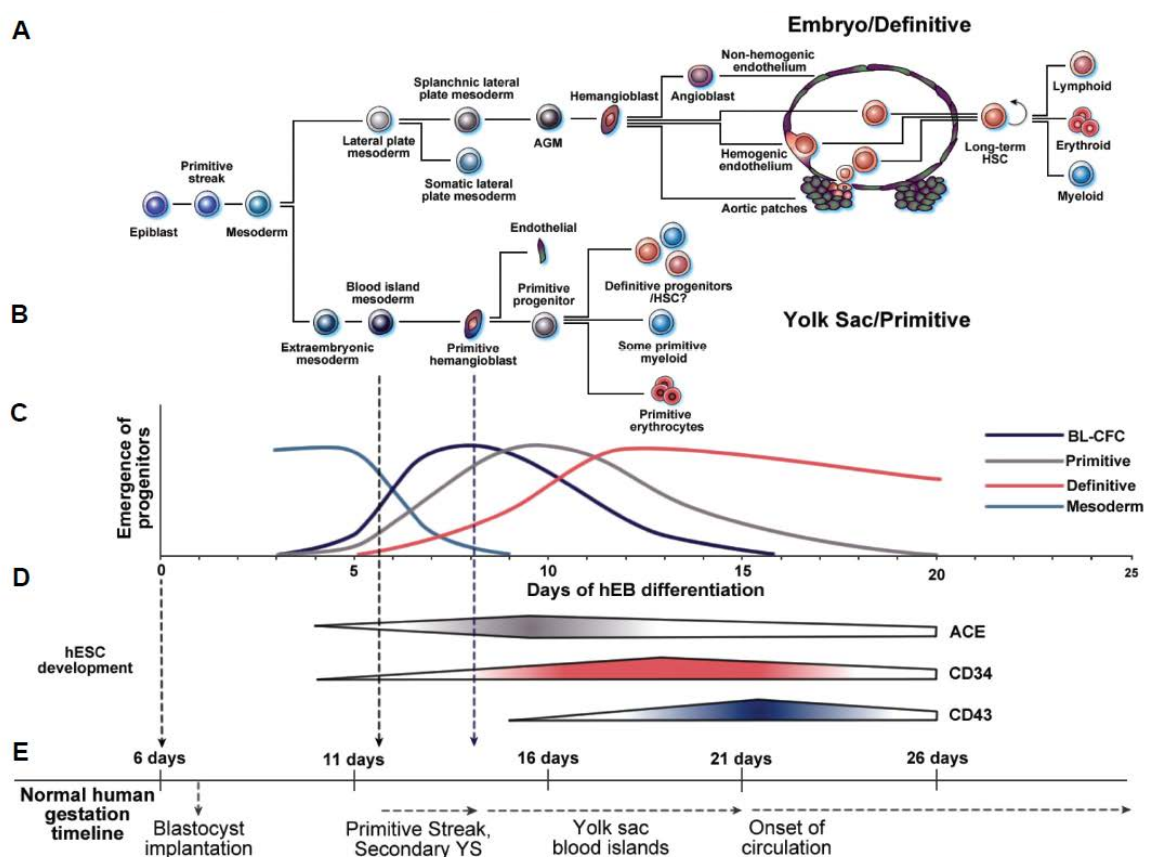 A
Embryo/Definitive
Non-hemogenic
endothelium
Splanchnic lateral
plate mesoderm
Hemangioblast
Angioblast
Lymphoid
Lateral plate
mesoderm
AGM
Hemogenic
endothelium
Long-term
HSC
Erythroid
Primitive
streak
Somatic lateral
plate mesoderm
Myeloid
Aortic patches
Epiblast
Mesoderm
Endothelial
B
Blood island
mesoderm
Primitive
progenitor
Definitive progenitors
/HSC?
Yolk Sac/Primitive
Extraembryonic
mesoderm
Primitive
hemangioblast
Some primitive
myeloid
Primitive
erythrocytes
C
Emergence of
progenitors
BL-CFC
Primitive
Definitive
Mesoderm
0 5 10 15 20 25
Days of hEB differentiation
D
hESC
development
ACE
CD34
CD43
E
6 days 11 days 16 days 21 days 26 days
Normal human
gestation
timeline
Blastocyst
implantation
Primitive Streak,
Secondary YS
Yolk sac
blood islands
Onset of
circulation